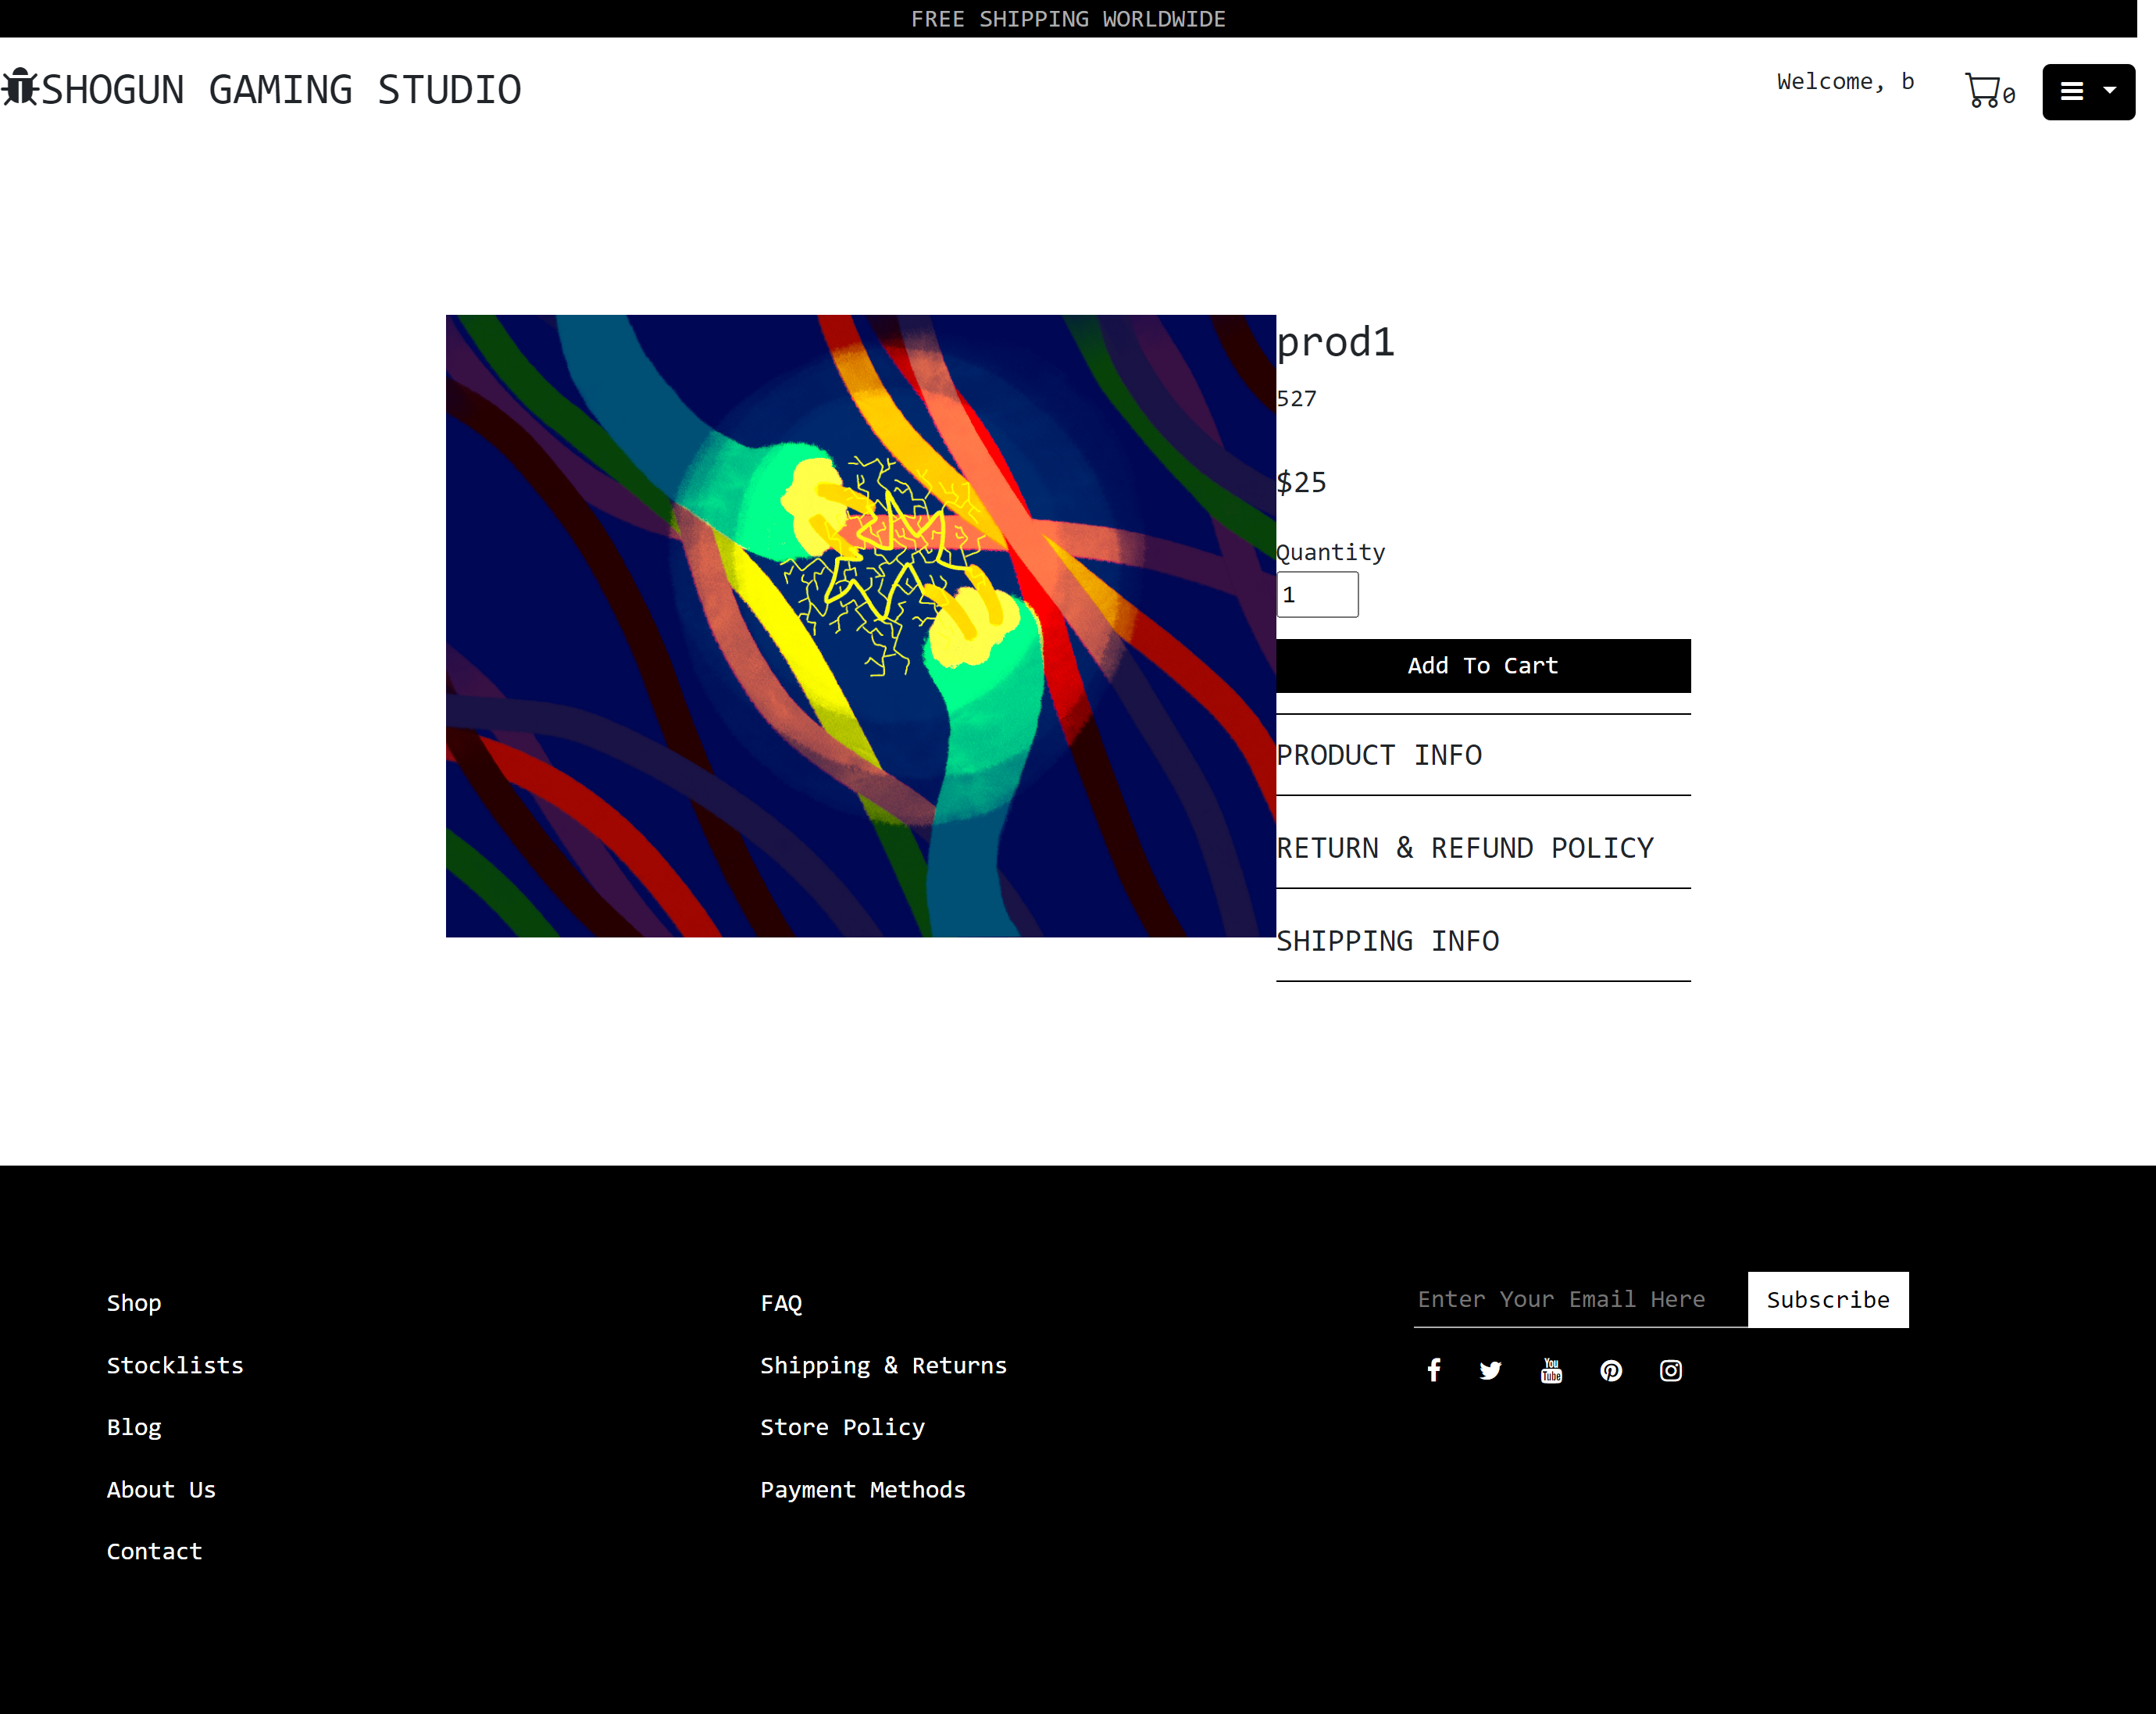 FREE SHIPPING WORLDWIDE
SHOGUN GAMING STUDIO
Welcome, b
0
prod1
527
$25
Quantity
1
Add To Cart
PRODUCT INFO
RETURN & REFUND POLICY
SHIPPING INFO
Shop
Stocklists
Blog
About Us
Contact
FAQ
Shipping & Returns
Store Policy
Payment Methods
Enter Your Email Here
Subscribe
You
Tube